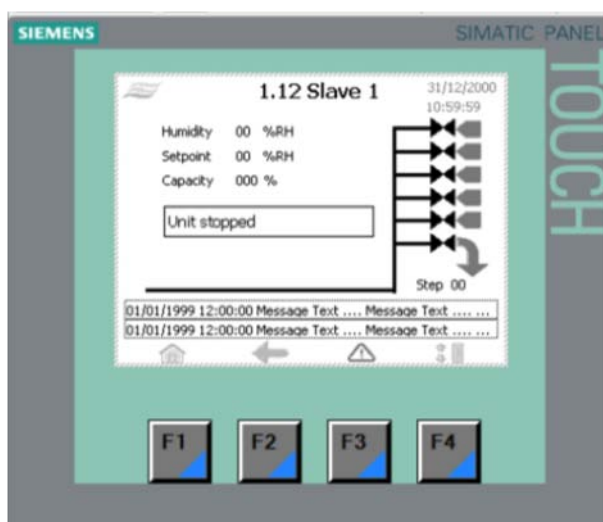 SIEMENS
SIMATIC PANEL
TOUCH
1.12 Slave 1
31/12/2000
10:59:59
Humidity 00 %RH
Setpoint 00 %RH
Capacity 000 %
Unit stopped
Step 00
01/01/1999 12:00:00 Message Text .... Message Text .... ...
01/01/1999 12:00:00 Message Text .... Message Text .... ...
F1 F2 F3 F4